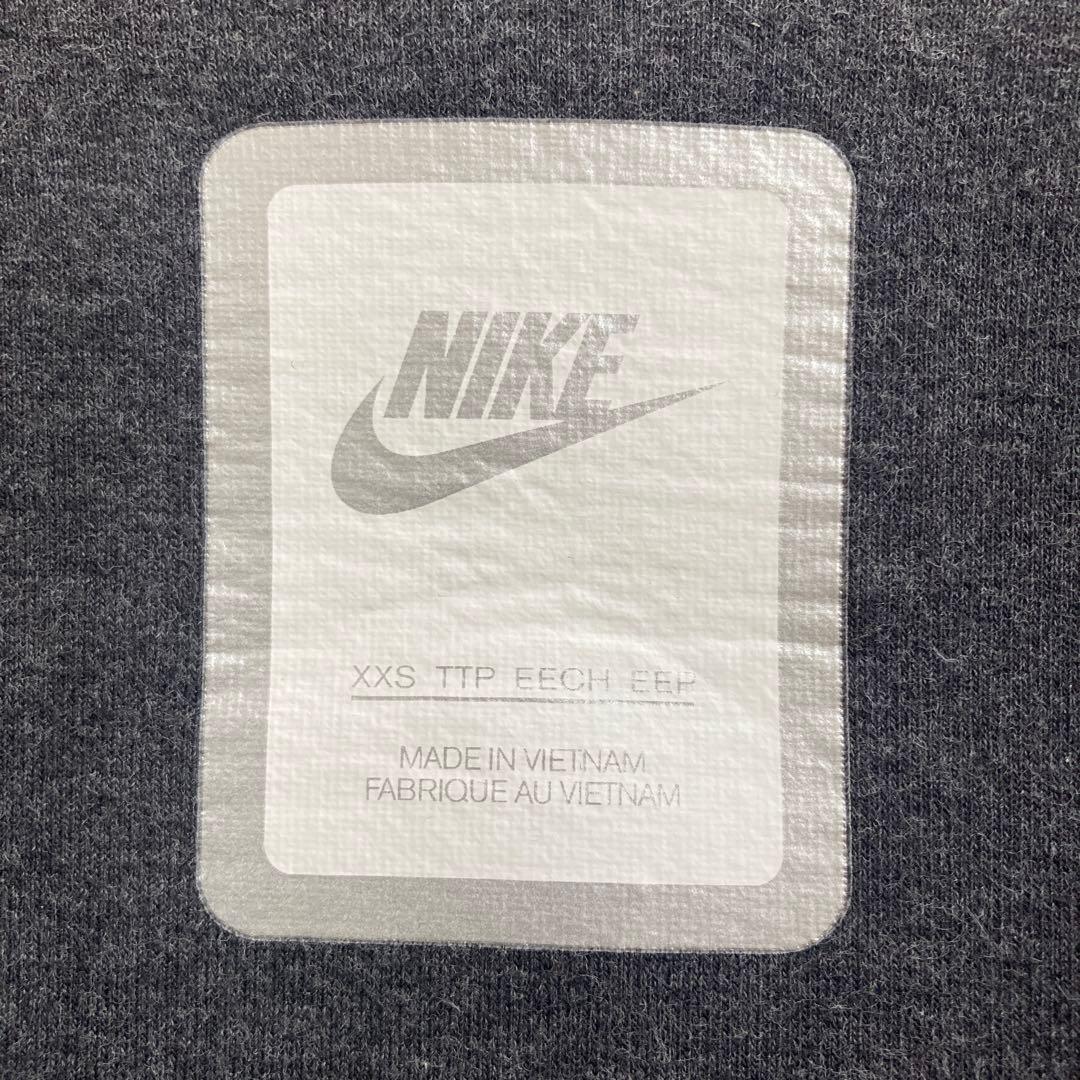 NIKE
XXS TTP EECH EEP
MADE IN VIETNAM
FABRIQUE AU VIETNAM